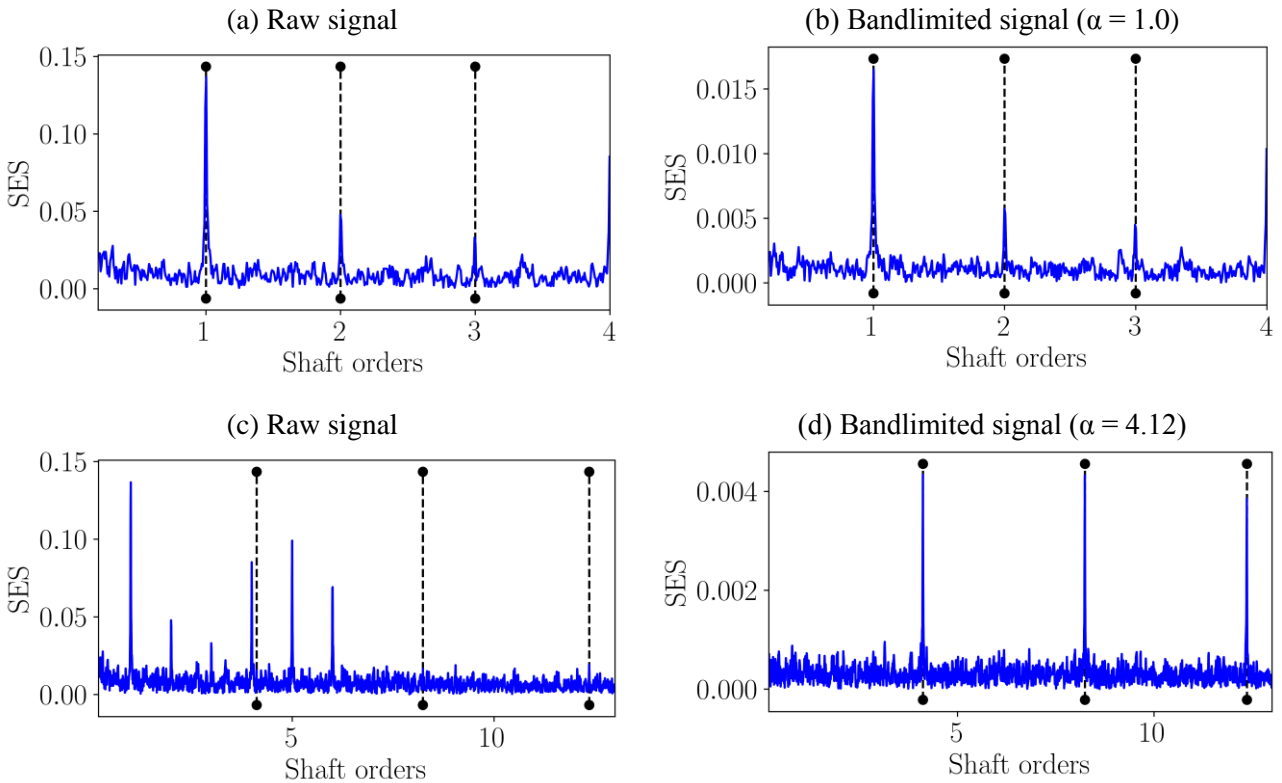 (a) Raw signal
0.15
0.10
0.05
0.00
SES
1 2 3 4
Shaft orders
(b) Bandlimited signal (α = 1.0)
0.015
0.010
0.005
0.000
SES
1 2 3 4
Shaft orders
(c) Raw signal
0.15
0.10
0.05
0.00
SES
5 10
Shaft orders
(d) Bandlimited signal (α = 4.12)
0.004
0.002
0.000
SES
5 10
Shaft orders